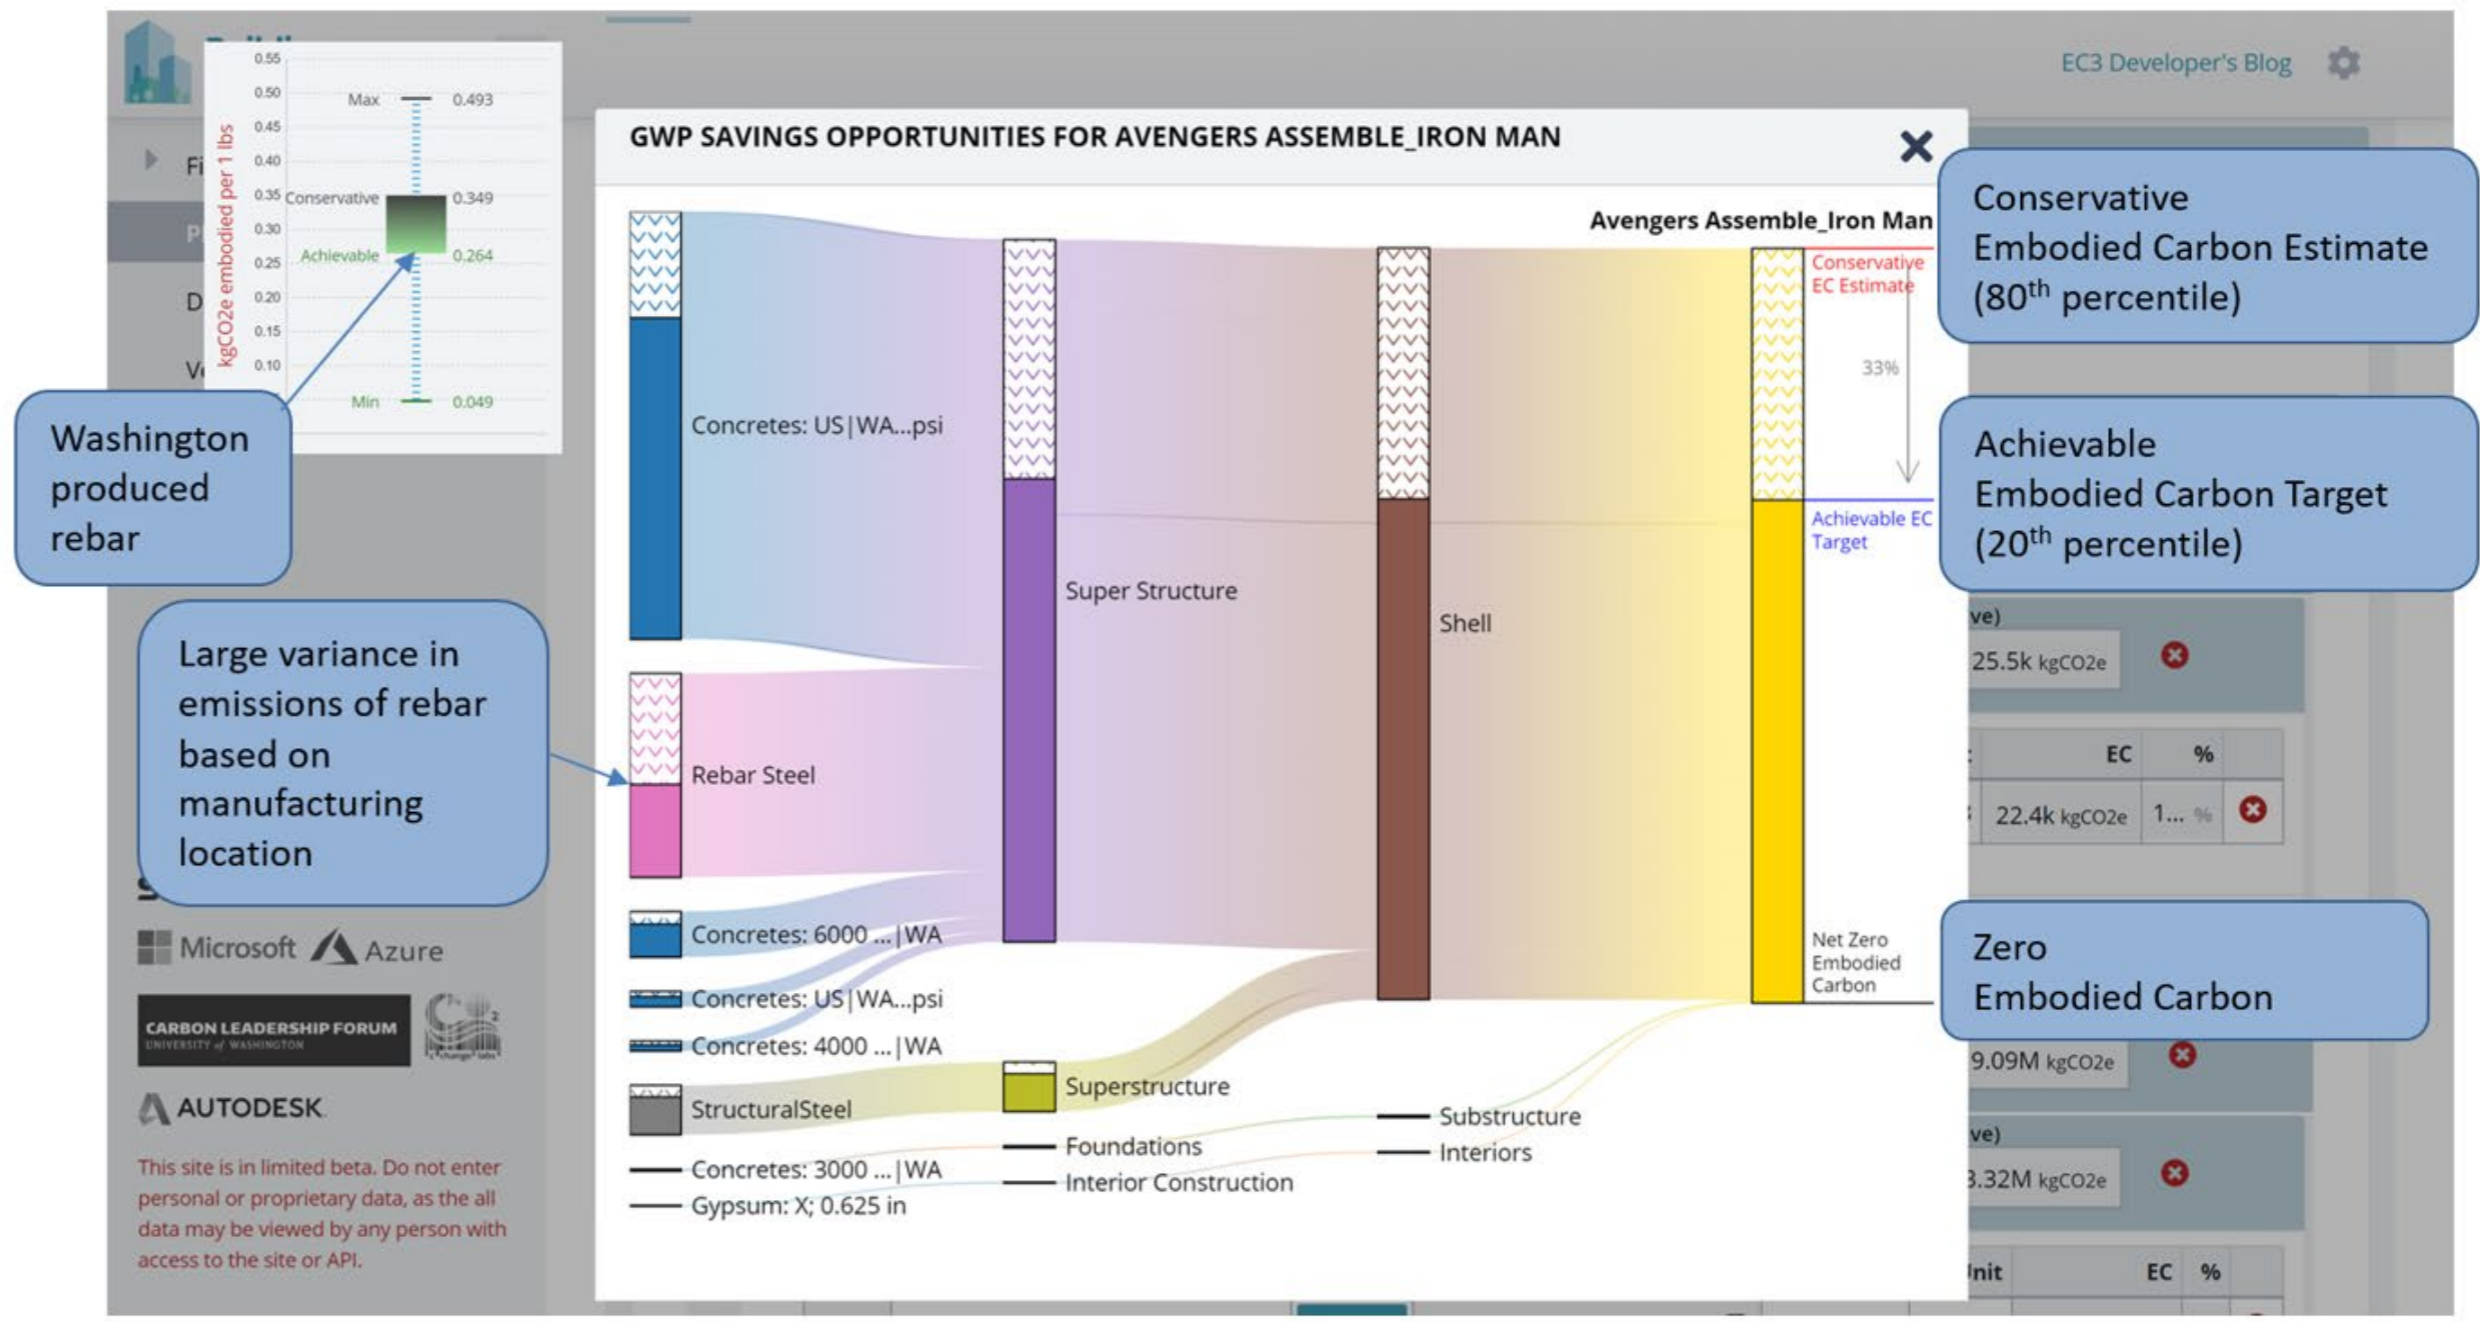 EC3 Developer's Blog
0.55
0.50
0.45
0.40
0.35
0.30
0.25
0.20
0.15
0.10
kgCO2e embodied per 1 lbs
Max 0.493
Conservative 0.349
Achievable 0.264
Min 0.049
Fi
D
Washington
produced
rebar
Large variance in
emissions of rebar
based on
manufacturing
location
Microsoft Azure
CARBON LEADERSHIP FORUM
UNIVERSITY of WASHINGTON
change labs
AUTODESK
This site is in limited beta. Do not enter
personal or proprietary data, as the all
data may be viewed by any person with
access to the site or API.
GWP SAVINGS OPPORTUNITIES FOR AVENGERS ASSEMBLE_IRON MAN
Avengers Assemble_Iron Man
Conservative
EC Estimate
33%
Achievable EC
Target
Net Zero
Embodied
Carbon
Concretes: US|WA...psi
Rebar Steel
Concretes: 6000 ...|WA
Concretes: US|WA...psi
Concretes: 4000 ...|WA
StructuralSteel
Concretes: 3000 ...|WA
Gypsum: X; 0.625 in
Super Structure
Superstructure
Foundations
Interior Construction
Shell
Substructure
Interiors
Conservative
Embodied Carbon Estimate
(80th percentile)
Achievable
Embodied Carbon Target
(20th percentile)
ve)
25.5k kgCO2e
EC %
22.4k kgCO2e 1... %
Zero
Embodied Carbon
9.09M kgCO2e
ve)
3.32M kgCO2e
EC %